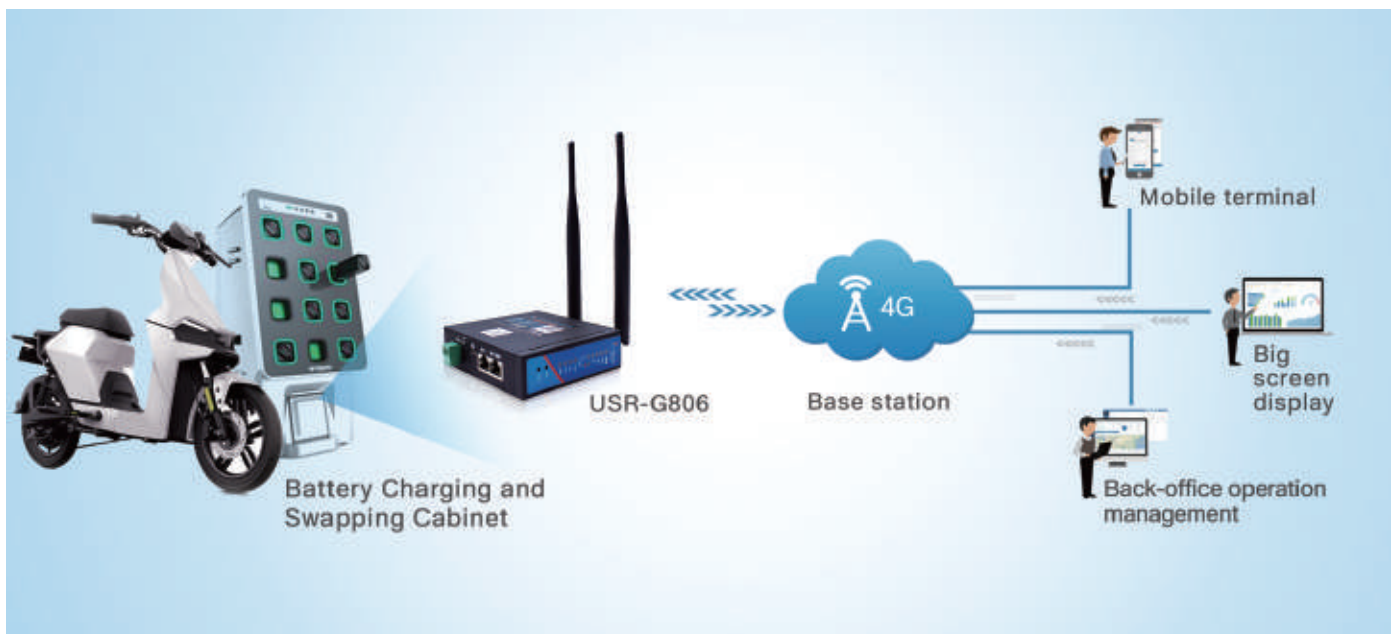 Battery Charging and
Swapping Cabinet
USR-G806
4G
Base station
Mobile terminal
Big
screen
display
Back-office operation
management